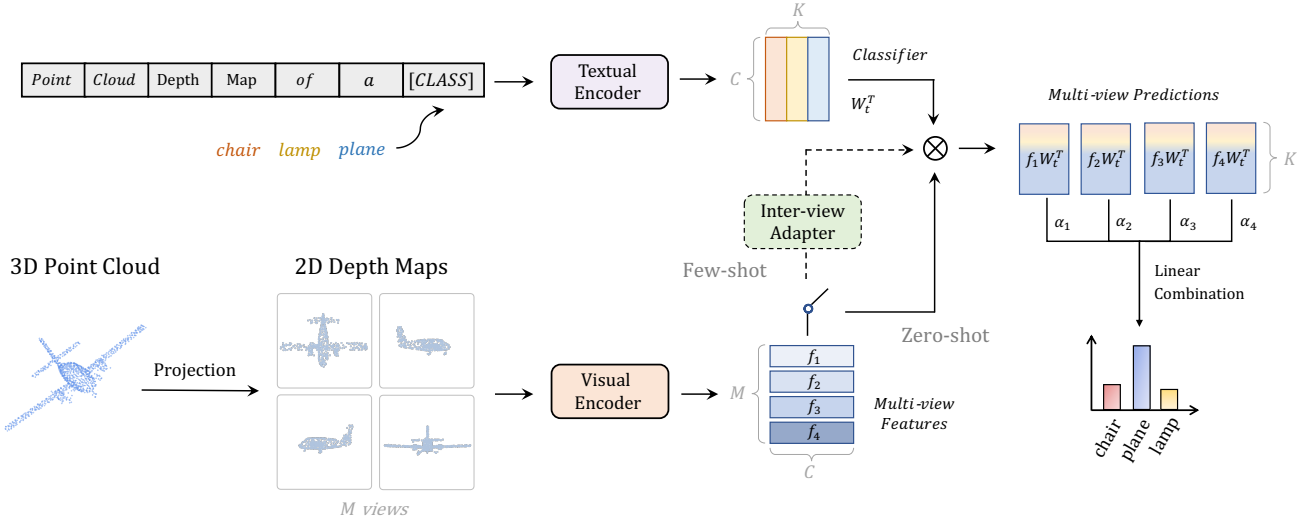 Point Cloud Depth Map of a [CLASS]
chair lamp plane
Textual
Encoder
K
C
Classifier
W_t^T
Multi-view Predictions
f_1W_t^T f_2W_t^T f_3W_t^T f_4W_t^T
K
α_1 α_2 α_3 α_4
Inter-view
Adapter
Few-shot
Zero-shot
Linear
Combination
3D Point Cloud
2D Depth Maps
Projection
M views
Visual
Encoder
M
f_1
f_2
f_3
f_4
C
Multi-view
Features
chair
plane
lamp